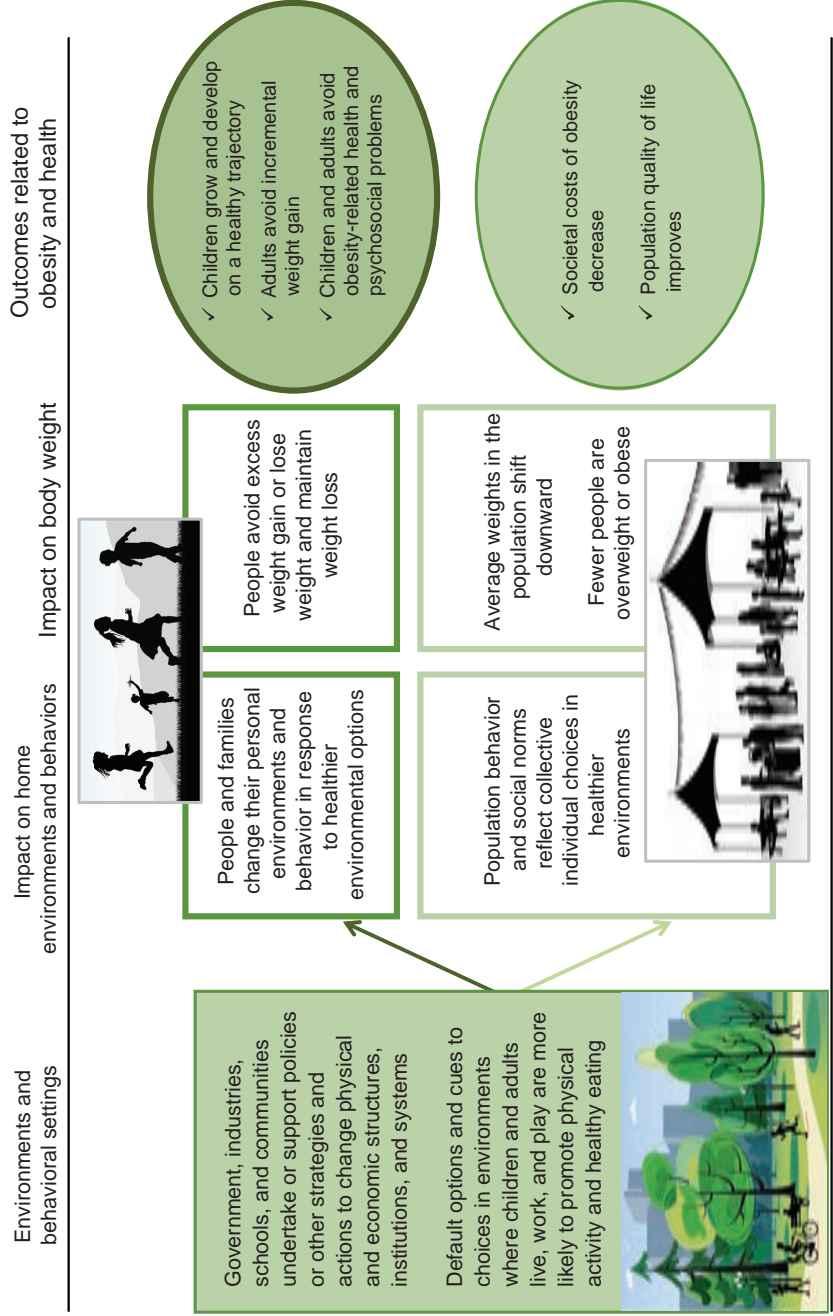 Environments and
behavioral settings
Impact on home
environments and behaviors
Impact on body weight
Outcomes related to
obesity and health
Government, industries,
schools, and communities
undertake or support policies
or other strategies and
actions to change physical
and economic structures,
institutions, and systems
Default options and cues to
choices in environments
where children and adults
live, work, and play are more
likely to promote physical
activity and healthy eating
People and families
change their personal
environments and
behavior in response
to healthier
environmental options
People avoid excess
weight gain or lose
weight and maintain
weight loss
✓ Children grow and develop
on a healthy trajectory
✓ Adults avoid incremental
weight gain
✓ Children and adults avoid
obesity-related health and
psychosocial problems
Population behavior
and social norms
reflect collective
individual choices in
healthier
environments
Average weights in the
population shift
downward
Fewer people are
overweight or obese
✓ Societal costs of obesity
decrease
✓ Population quality of life
improves